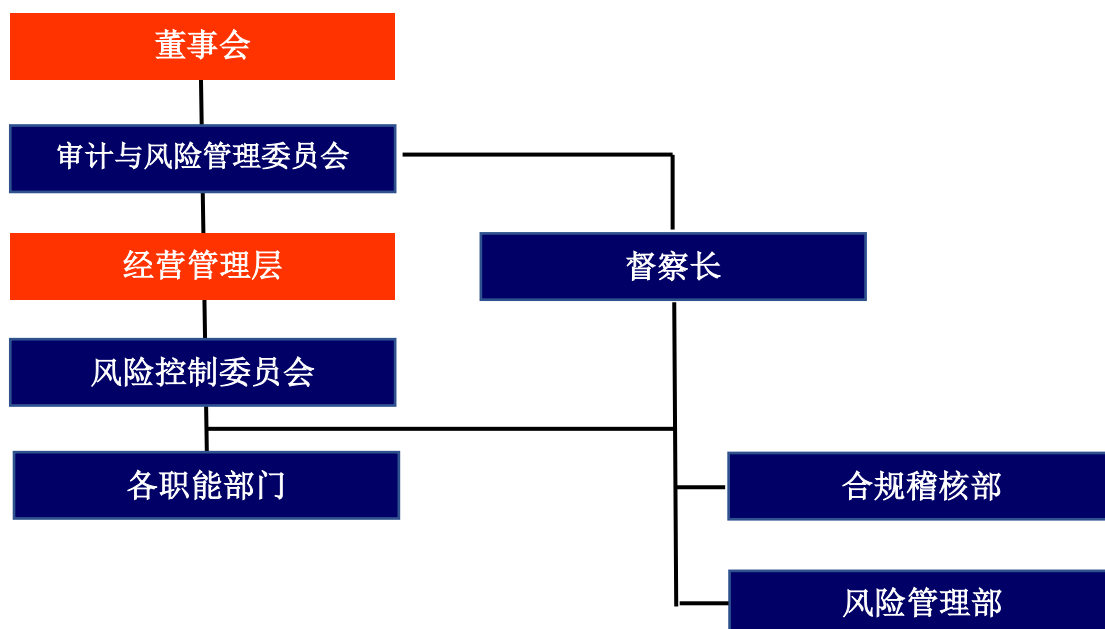 董事会
审计与风险管理委员会
经营管理层
督察长
风险控制委员会
各职能部门
合规稽核部
风险管理部